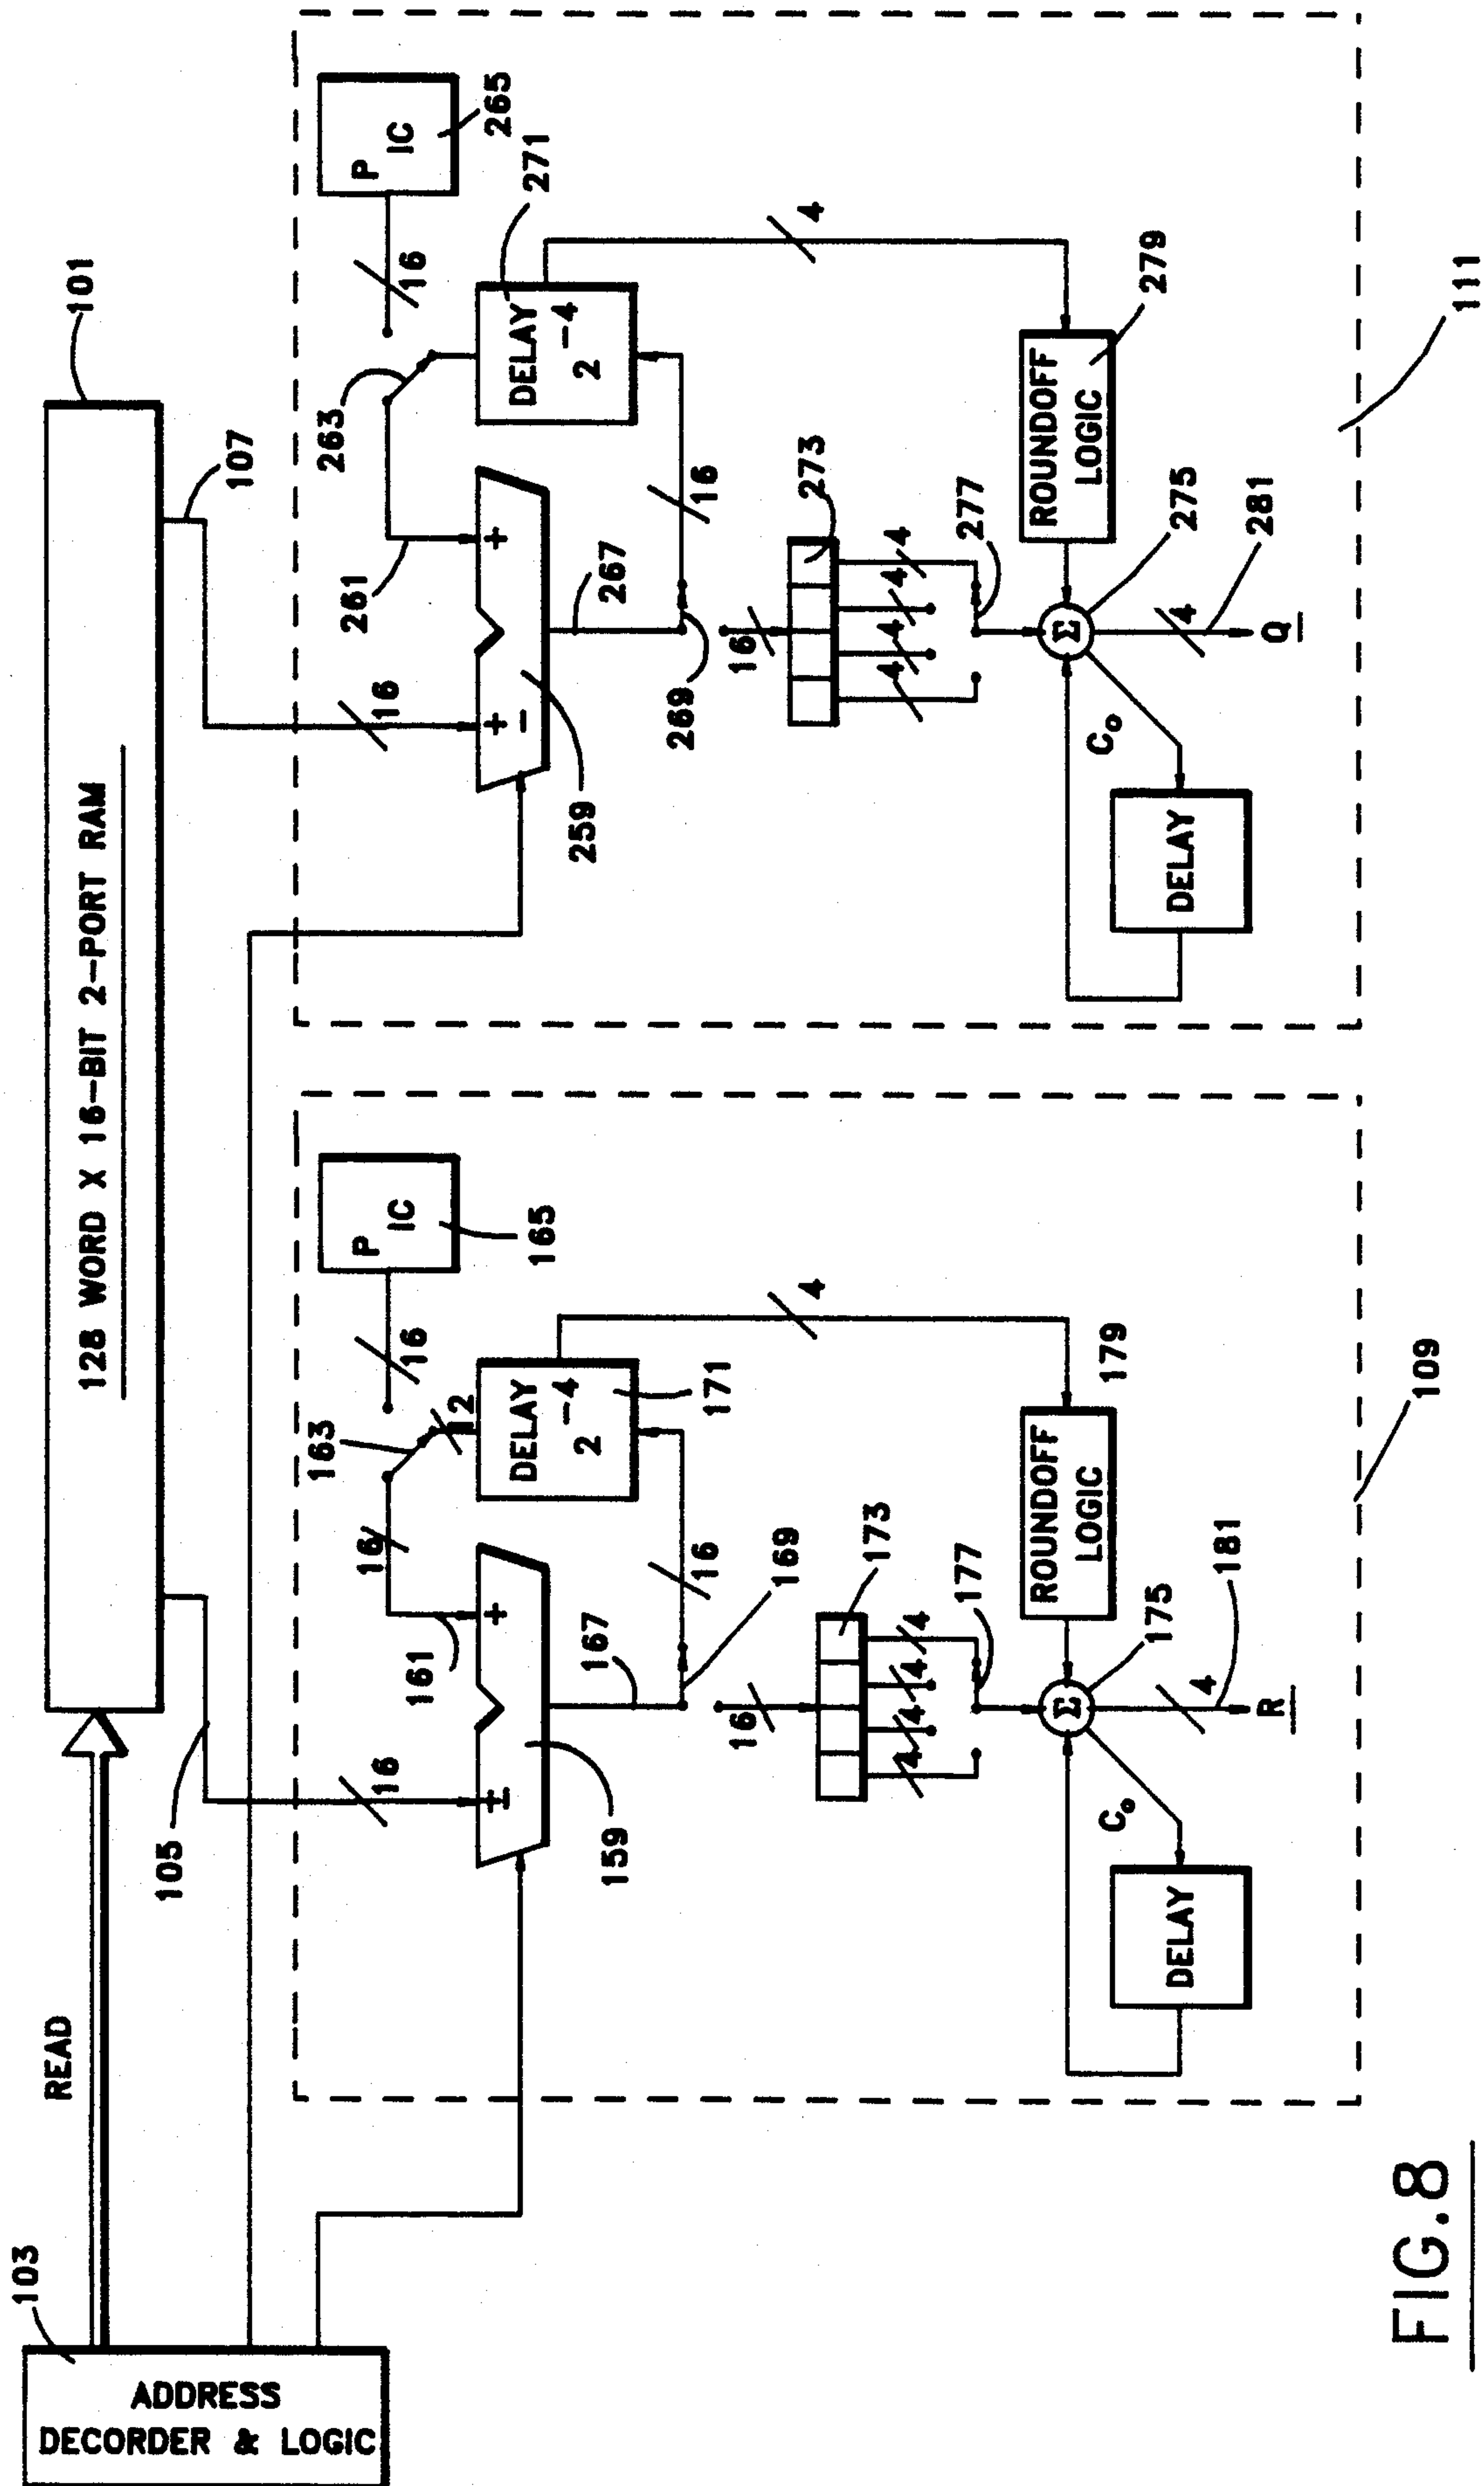 103
ADDRESS
DECORDER & LOGIC
READ
128 WORD X 16-BIT 2-PORT RAM
101
105
107
16
+-
159
161
+
16
163
12
16
P
IC
165
DELAY
2-4
171
167
16
169
16
173
4
4
4
4
177
4
ROUNDOFF
LOGIC
179
Σ
175
4
181
R
Co
DELAY
109
16
+
-
259
261
+
263
16
P
IC
265
DELAY
2-4
271
267
16
269
16
273
4
4
4
4
277
4
ROUNDOFF
LOGIC
279
Σ
275
4
281
Q
Co
DELAY
111
FIG.8